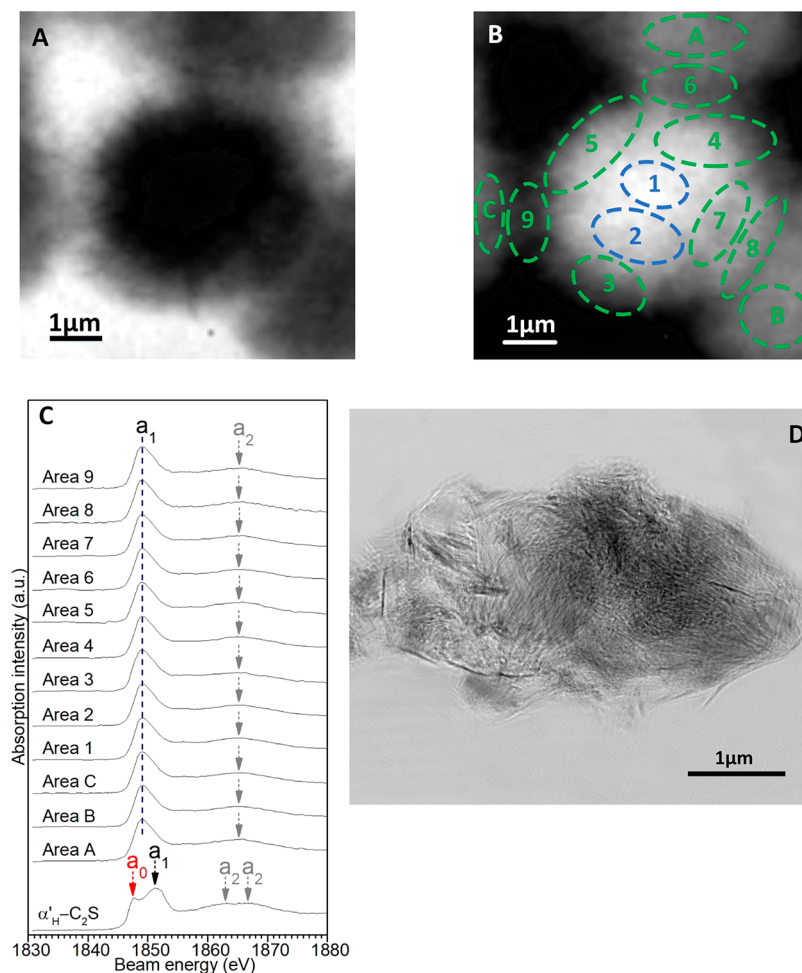 A
1μm
B
A
6
5
4
1
C
9
2
7
8
3
B
1μm
C
a1
a2
Area 9
Area 8
Area 7
Area 6
Area 5
Area 4
Area 3
Area 2
Area 1
Area C
Area B
Area A
a0
a1
a2 a2
α'H–C2S
Absorption intensity (a.u.)
1830 1840 1850 1860 1870 1880
Beam energy (eV)
D
1μm